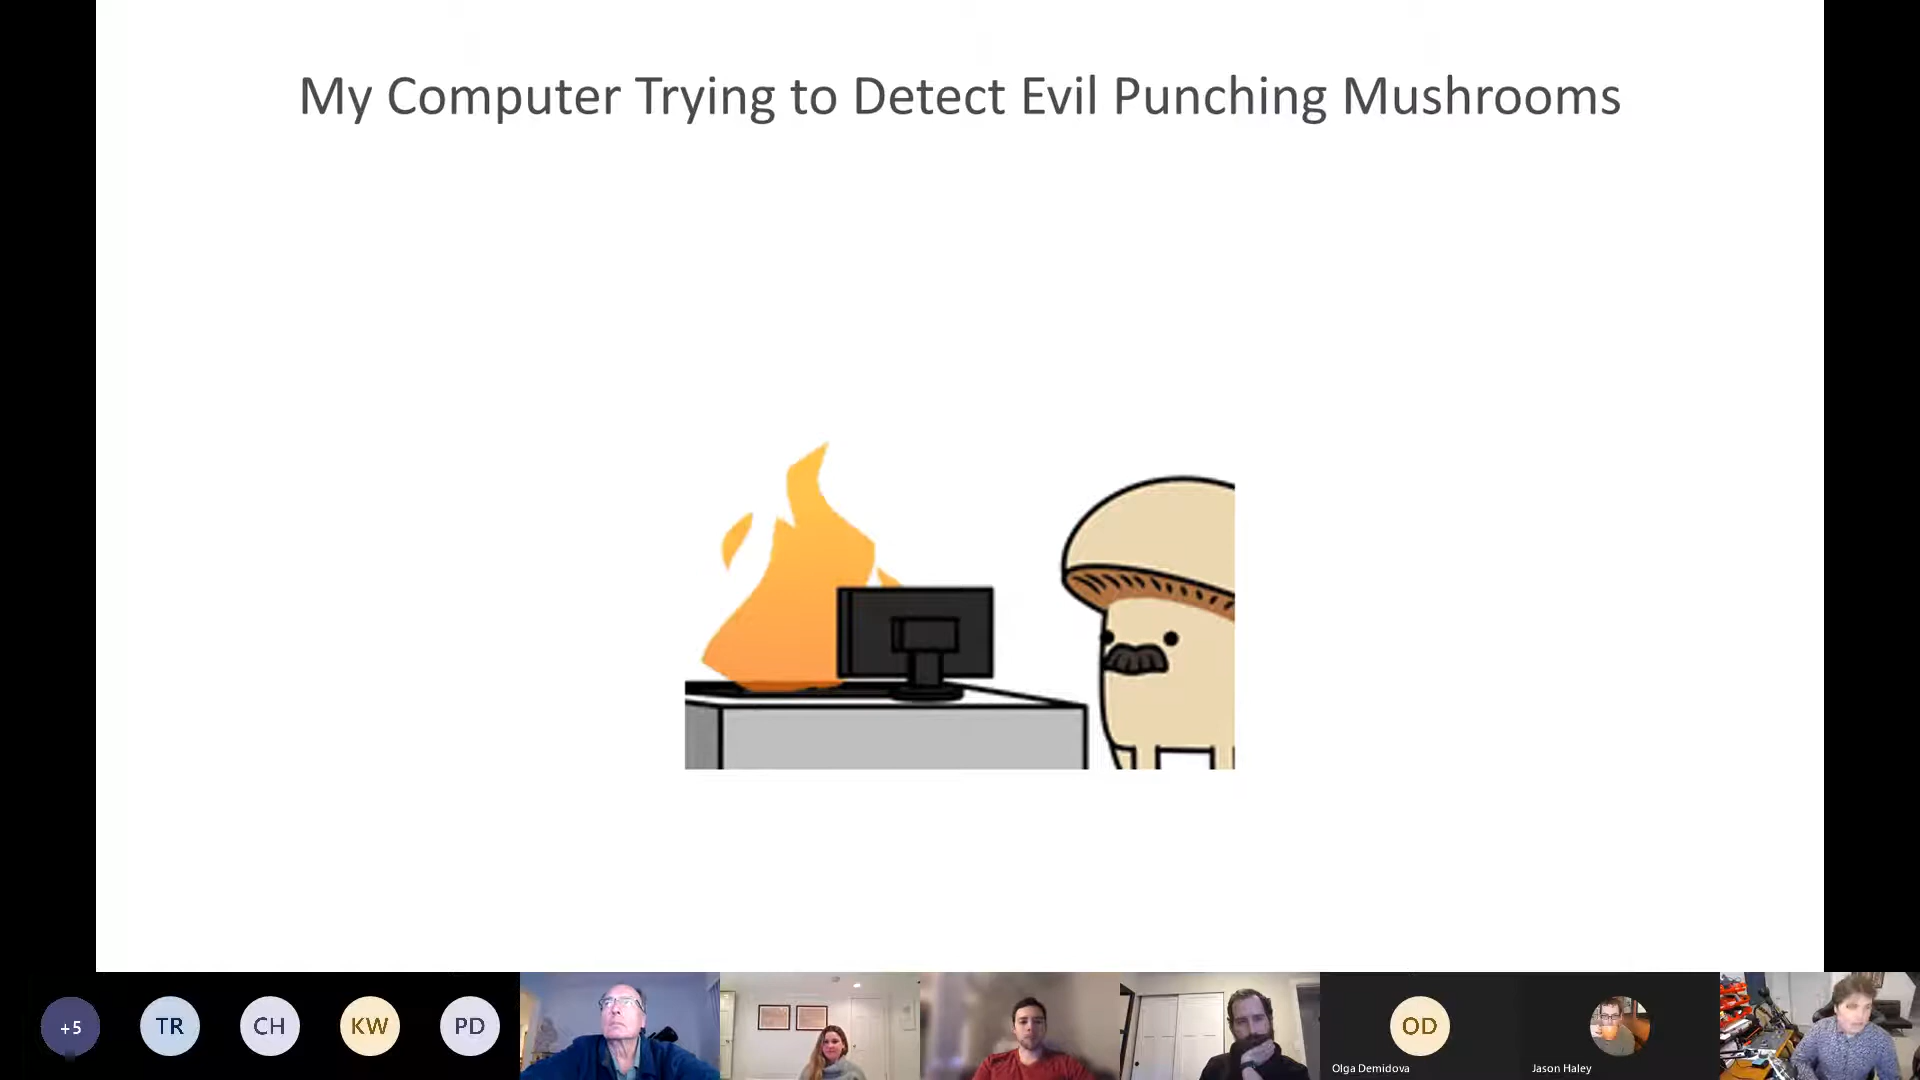 My Computer Trying to Detect Evil Punching Mushrooms
+5
TR
CH
KW
PD
OD
Olga Demidova
Jason Haley